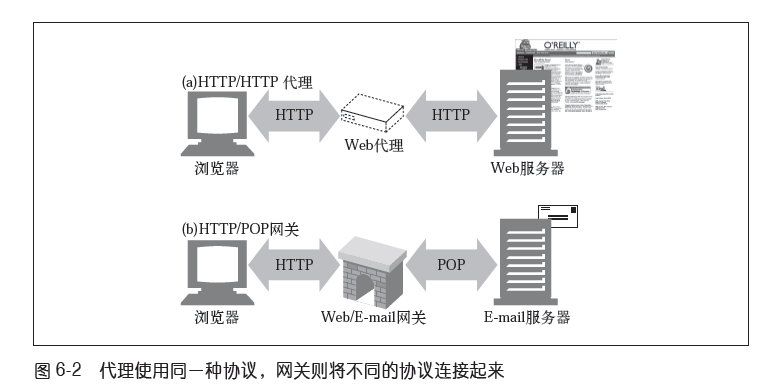 O'REILLY
(a)HTTP/HTTP 代理
HTTP
HTTP
Web代理
浏览器
Web服务器
(b)HTTP/POP网关
HTTP
POP
浏览器
Web/E-mail网关
E-mail服务器
图 6-2 代理使用同一种协议，网关则将不同的协议连接起来